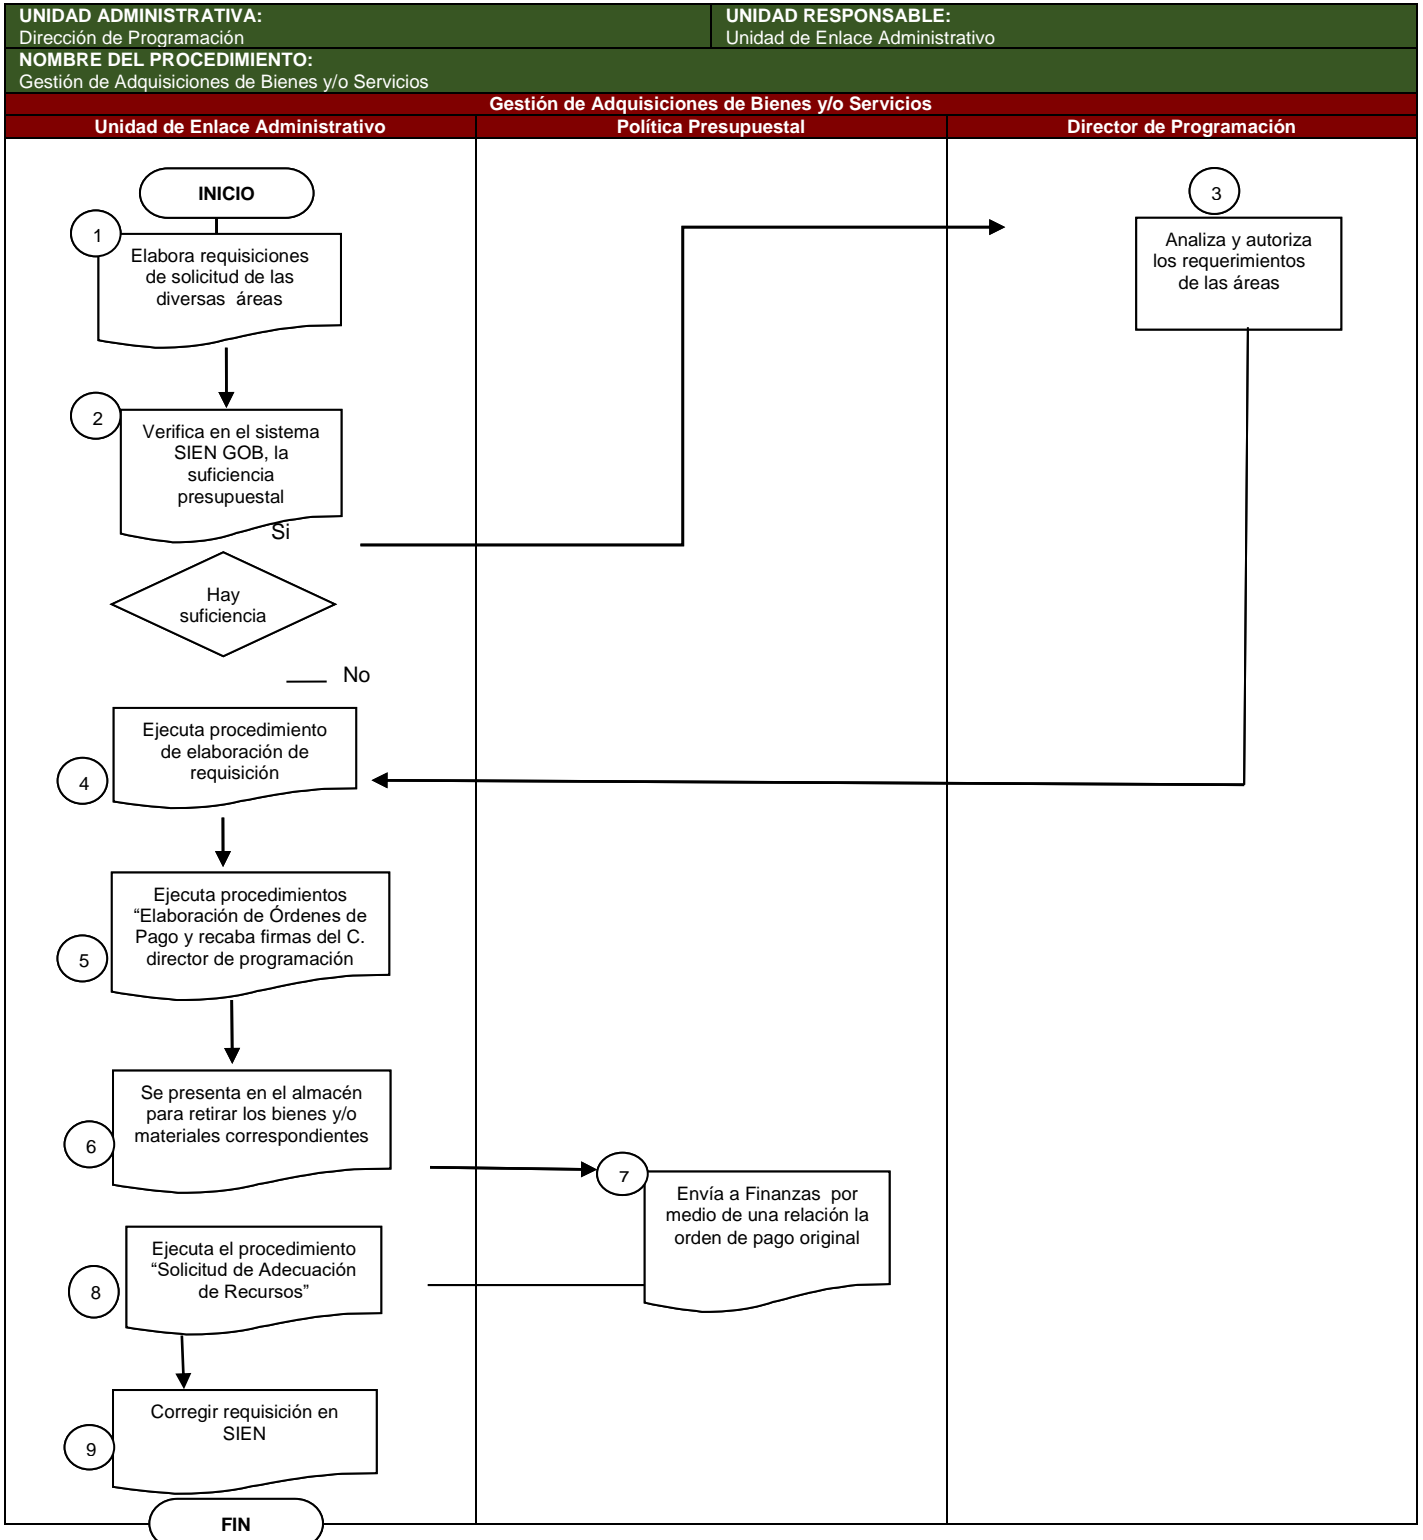 UNIDAD ADMINISTRATIVA:
Dirección de Programación
UNIDAD RESPONSABLE:
Unidad de Enlace Administrativo
NOMBRE DEL PROCEDIMIENTO:
Gestión de Adquisiciones de Bienes y/o Servicios
Gestión de Adquisiciones de Bienes y/o Servicios
Unidad de Enlace Administrativo
Política Presupuestal
Director de Programación
INICIO
1
Elabora requisiciones
de solicitud de las
diversas áreas
2
Verifica en el sistema
SIEN GOB, la
suficiencia
presupuestal
Si
Hay
suficiencia
No
3
Analiza y autoriza
los requerimientos
de las áreas
4
Ejecuta procedimiento
de elaboración de
requisición
5
Ejecuta procedimientos
“Elaboración de Órdenes de
Pago y recaba firmas del C.
director de programación
6
Se presenta en el almacén
para retirar los bienes y/o
materiales correspondientes
7
Envía a Finanzas por
medio de una relación la
orden de pago original
8
Ejecuta el procedimiento
“Solicitud de Adecuación
de Recursos”
9
Corregir requisición en
SIEN
FIN